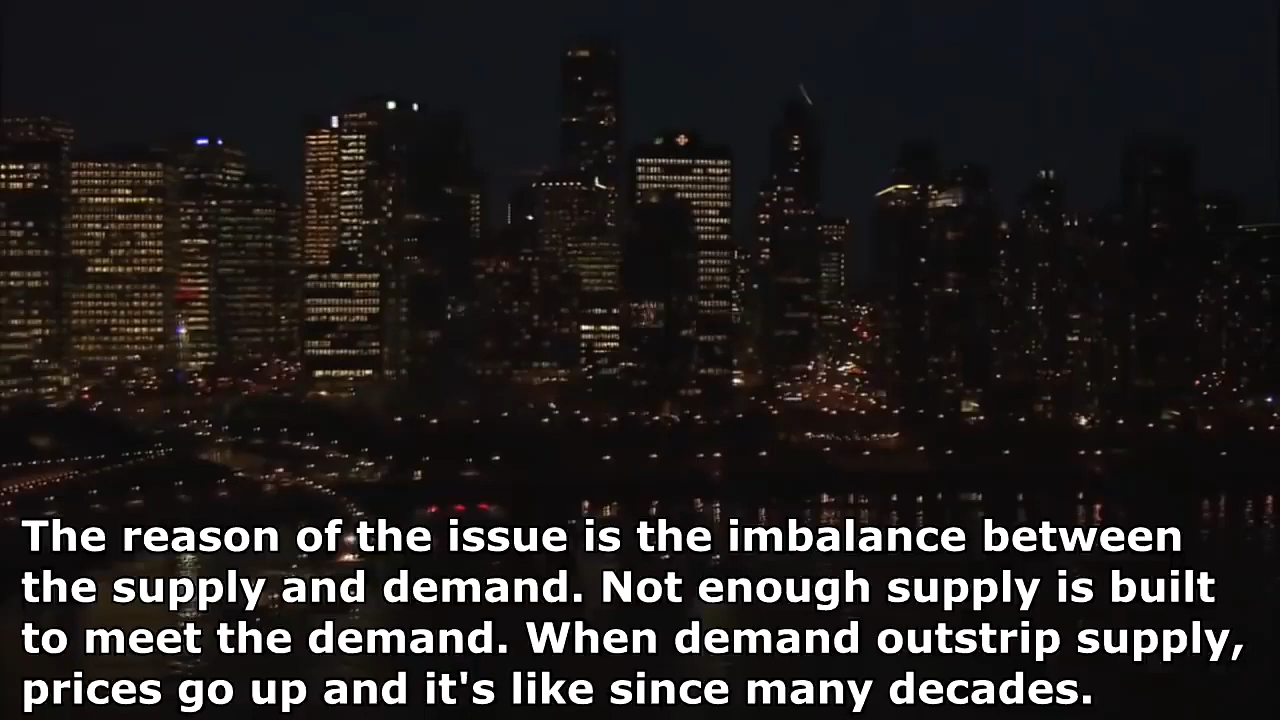 The reason of the issue is the imbalance between
the supply and demand. Not enough supply is built
to meet the demand. When demand outstrip supply,
prices go up and it's like since many decades.